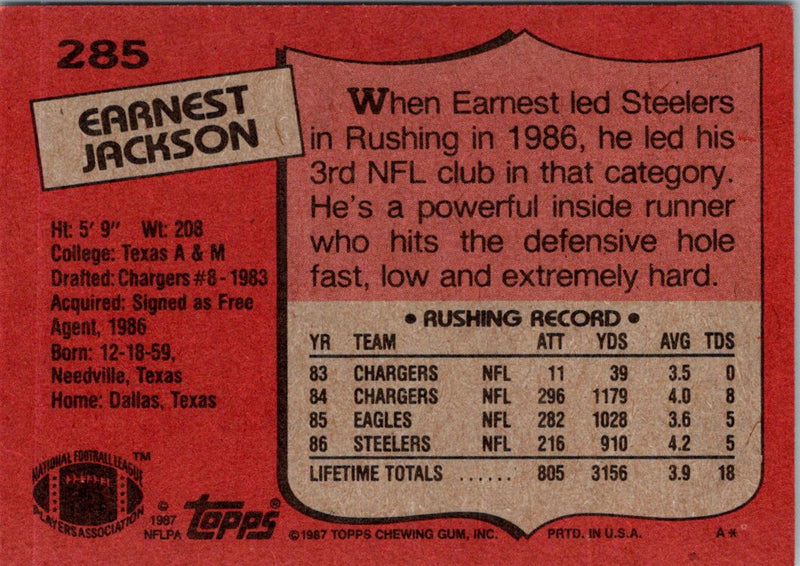 285
EARNEST
JACKSON
When Earnest led Steelers
in Rushing in 1986, he led his
3rd NFL club in that category.
He's a powerful inside runner
who hits the defensive hole
fast, low and extremely hard.
Ht: 5' 9" Wt: 208
College: Texas A & M
Drafted: Chargers #8 - 1983
Acquired: Signed as Free
Agent, 1986
Born: 12-18-59,
Needville, Texas
Home: Dallas, Texas
• RUSHING RECORD •
YR TEAM ATT YDS AVG TDS
83 CHARGERS NFL 11 39 3.5 0
84 CHARGERS NFL 296 1179 4.0 8
85 EAGLES NFL 282 1028 3.6 5
86 STEELERS NFL 216 910 4.2 5
LIFETIME TOTALS ...... 805 3156 3.9 18
NATIONAL FOOTBALL LEAGUE
PLAYERS ASSOCIATION
TM
© 1987
NFLPA
topps®
©1987 TOPPS CHEWING GUM, INC. PRTD. IN U.S.A. A*